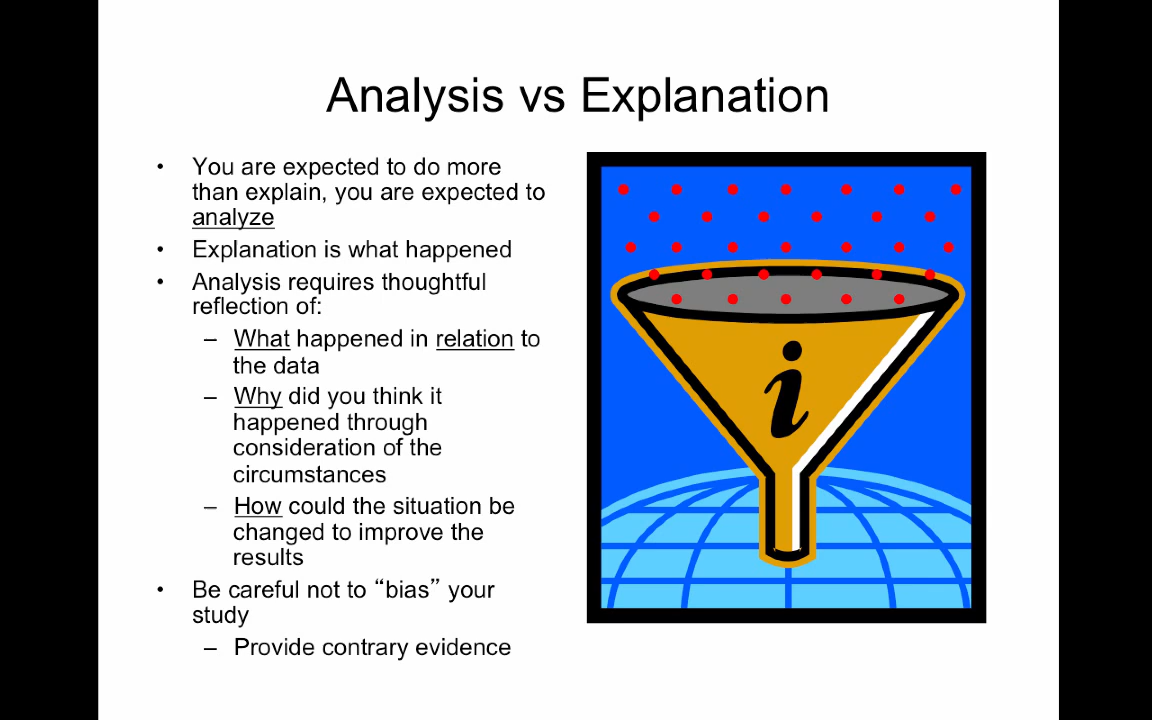 Analysis vs Explanation
• You are expected to do more
than explain, you are expected to
analyze
• Explanation is what happened
• Analysis requires thoughtful
reflection of:
– What happened in relation to
the data
– Why did you think it
happened through
consideration of the
circumstances
– How could the situation be
changed to improve the
results
• Be careful not to “bias” your
study
– Provide contrary evidence
i